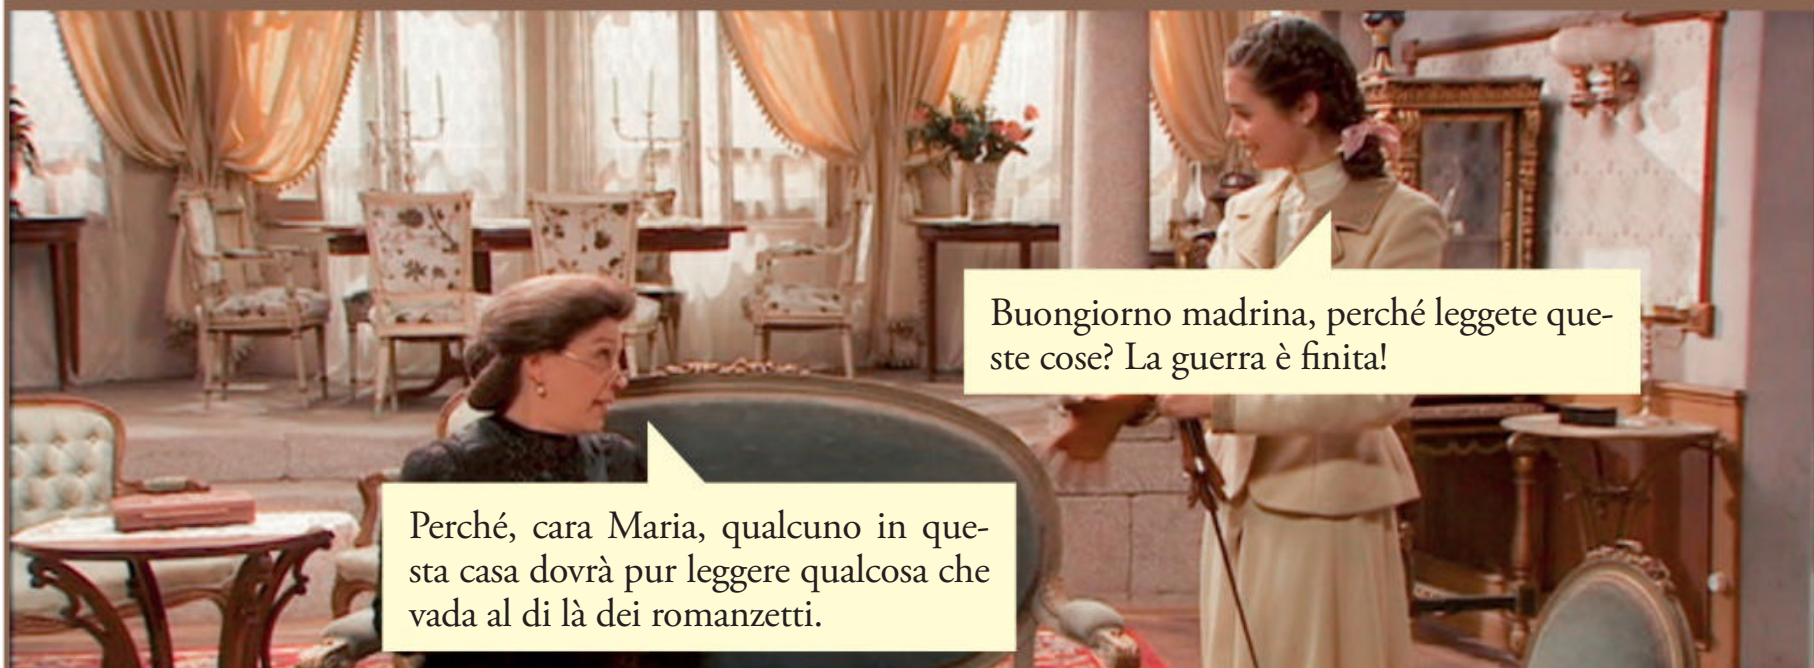 Buongiorno madrina, perché leggete que-
ste cose? La guerra è finita!
Perché, cara Maria, qualcuno in que-
sta casa dovrà pur leggere qualcosa che
vada al di là dei romanzetti.